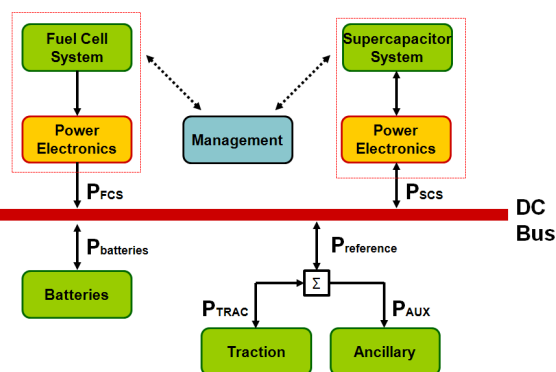 Fuel Cell
System
Supercapacitor
System
Power
Electronics
Management
Power
Electronics
PFCS
PSCS
DC
Bus
Pbatteries
Preference
Batteries
Σ
PTRAC
PAUX
Traction
Ancillary